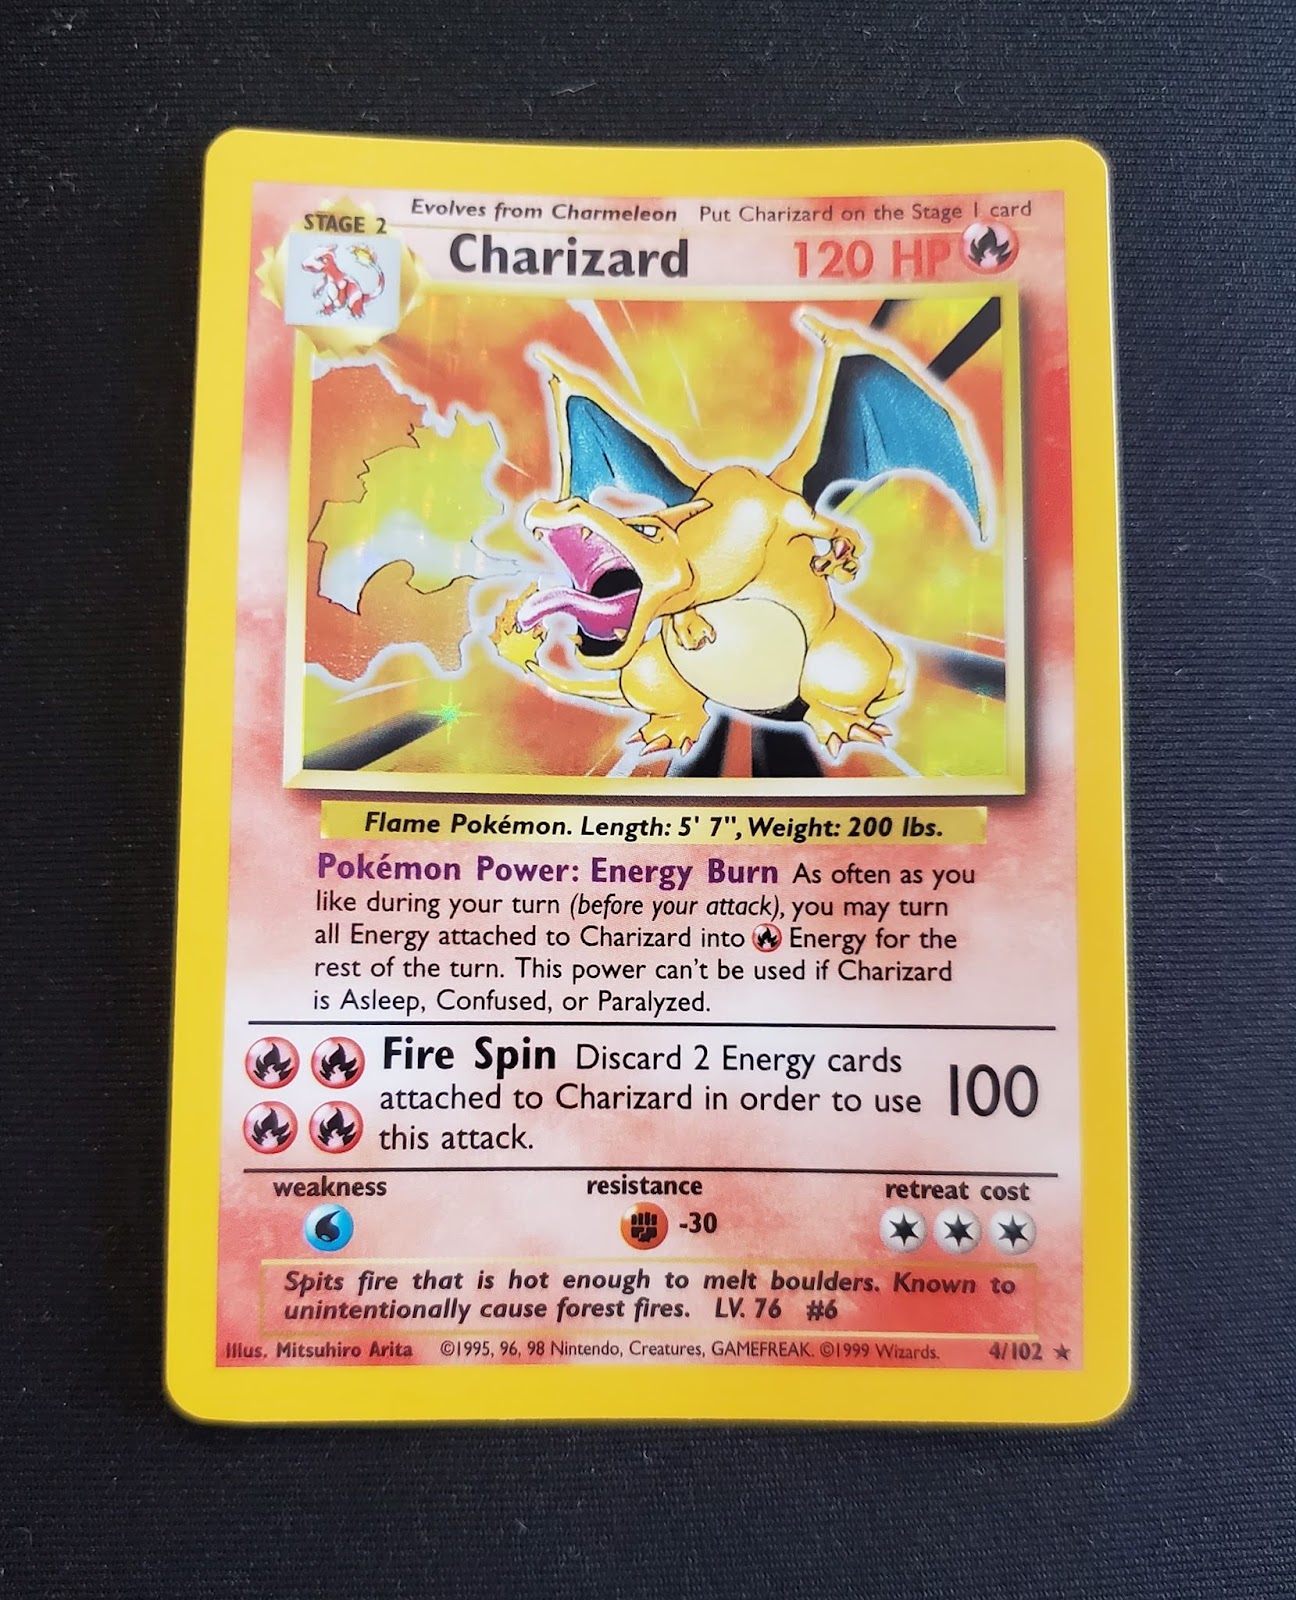 Evolves from Charmeleon Put Charizard on the Stage 1 card
STAGE 2
Charizard 120 HP
Flame Pokémon. Length: 5' 7", Weight: 200 lbs.
Pokémon Power: Energy Burn As often as you
like during your turn (before your attack), you may turn
all Energy attached to Charizard into Energy for the
rest of the turn. This power can't be used if Charizard
is Asleep, Confused, or Paralyzed.
Fire Spin Discard 2 Energy cards
attached to Charizard in order to use 100
this attack.
weakness resistance retreat cost
-30
Spits fire that is hot enough to melt boulders. Known to
unintentionally cause forest fires. LV. 76 #6
Illus. Mitsuhiro Arita ©1995, 96, 98 Nintendo, Creatures, GAMEFREAK. ©1999 Wizards. 4/102 ★